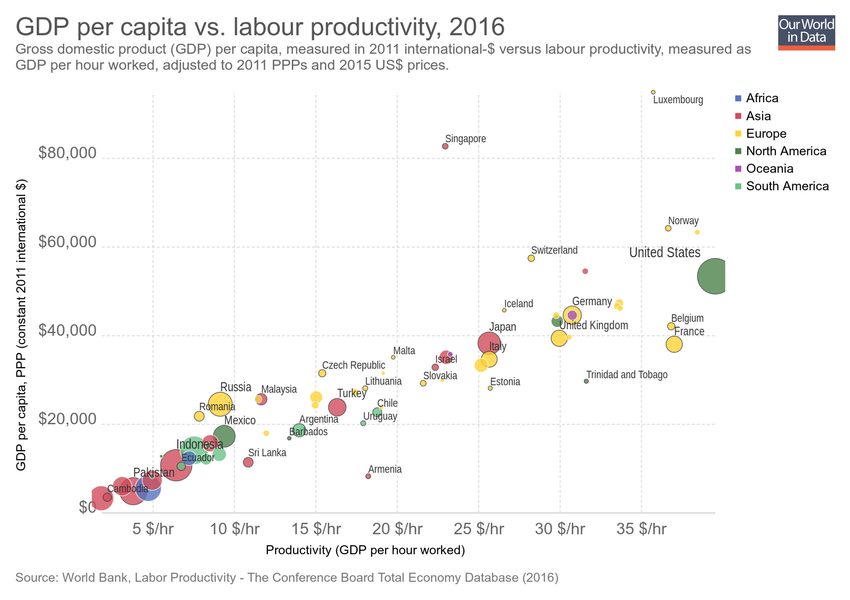 GDP per capita vs. labour productivity, 2016
Our World
in Data
Gross domestic product (GDP) per capita, measured in 2011 international-$ versus labour productivity, measured as
GDP per hour worked, adjusted to 2011 PPPs and 2015 US$ prices.
Luxembourg
Africa
Asia
Europe
North America
Oceania
South America
Singapore
$80,000
Norway
$60,000
Switzerland
United States
Iceland
Germany
Belgium
Japan
United Kingdom
France
$40,000
Italy
Malta
Israel
Czech Republic
Slovakia
Trinidad and Tobago
Lithuania
Estonia
Russia
Malaysia
Turkey
Chile
Romania
$20,000
Mexico
Argentina
Uruguay
Barbados
Indonesia
Ecuador
Sri Lanka
Pakistan
Armenia
Cambodia
$0
5 $/hr
10 $/hr
15 $/hr
20 $/hr
25 $/hr
30 $/hr
35 $/hr
GDP per capita, PPP (constant 2011 international $)
Productivity (GDP per hour worked)
Source: World Bank, Labor Productivity - The Conference Board Total Economy Database (2016)